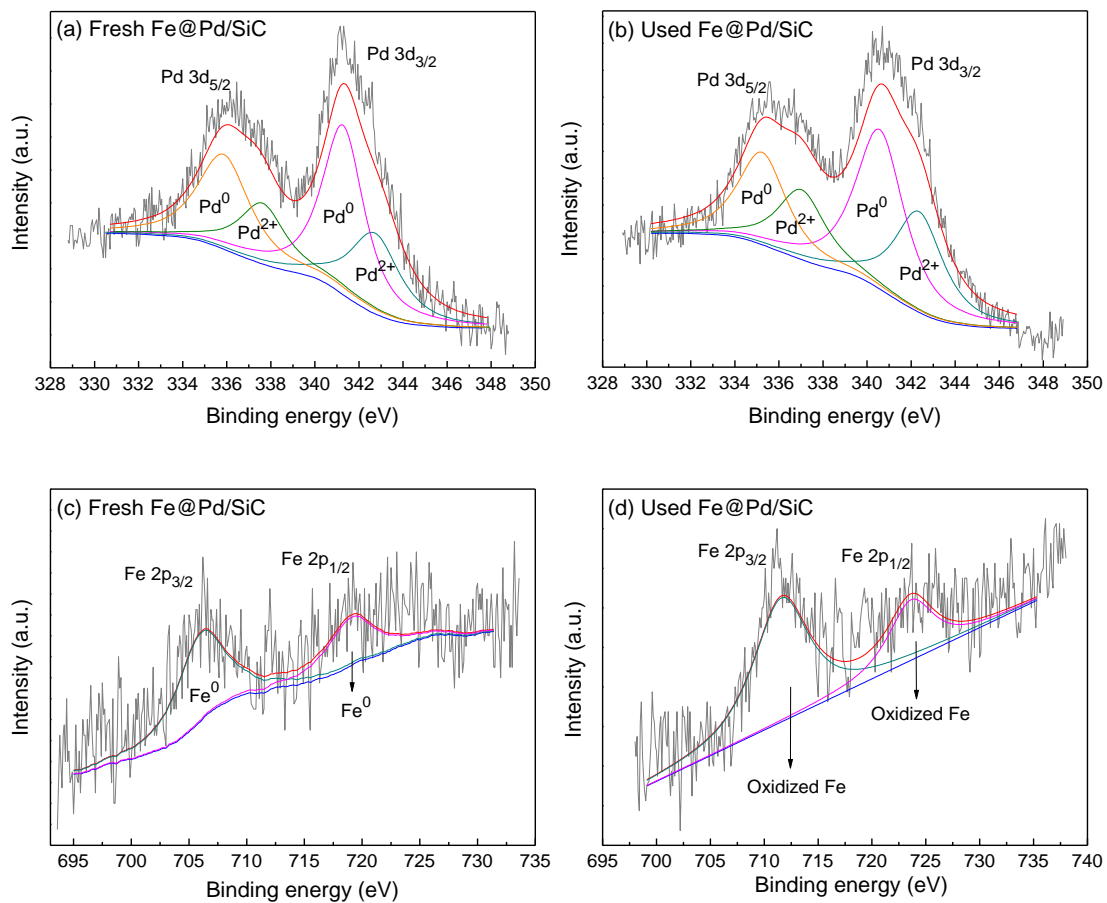 (a) Fresh Fe@Pd/SiC
Pd 3d3/2
Pd 3d5/2
Pd0
Pd2+
Pd0
Pd2+
Intensity (a.u.)
328 330 332 334 336 338 340 342 344 346 348 350
Binding energy (eV)
(b) Used Fe@Pd/SiC
Pd 3d3/2
Pd 3d5/2
Pd0
Pd2+
Pd0
Pd2+
Intensity (a.u.)
328 330 332 334 336 338 340 342 344 346 348 350
Binding energy (eV)
(c) Fresh Fe@Pd/SiC
Fe 2p3/2
Fe 2p1/2
Fe0
Fe0
Intensity (a.u.)
695 700 705 710 715 720 725 730 735
Binding energy (eV)
(d) Used Fe@Pd/SiC
Fe 2p3/2
Fe 2p1/2
Oxidized Fe
Oxidized Fe
Intensity (a.u.)
695 700 705 710 715 720 725 730 735 740
Binding energy (eV)